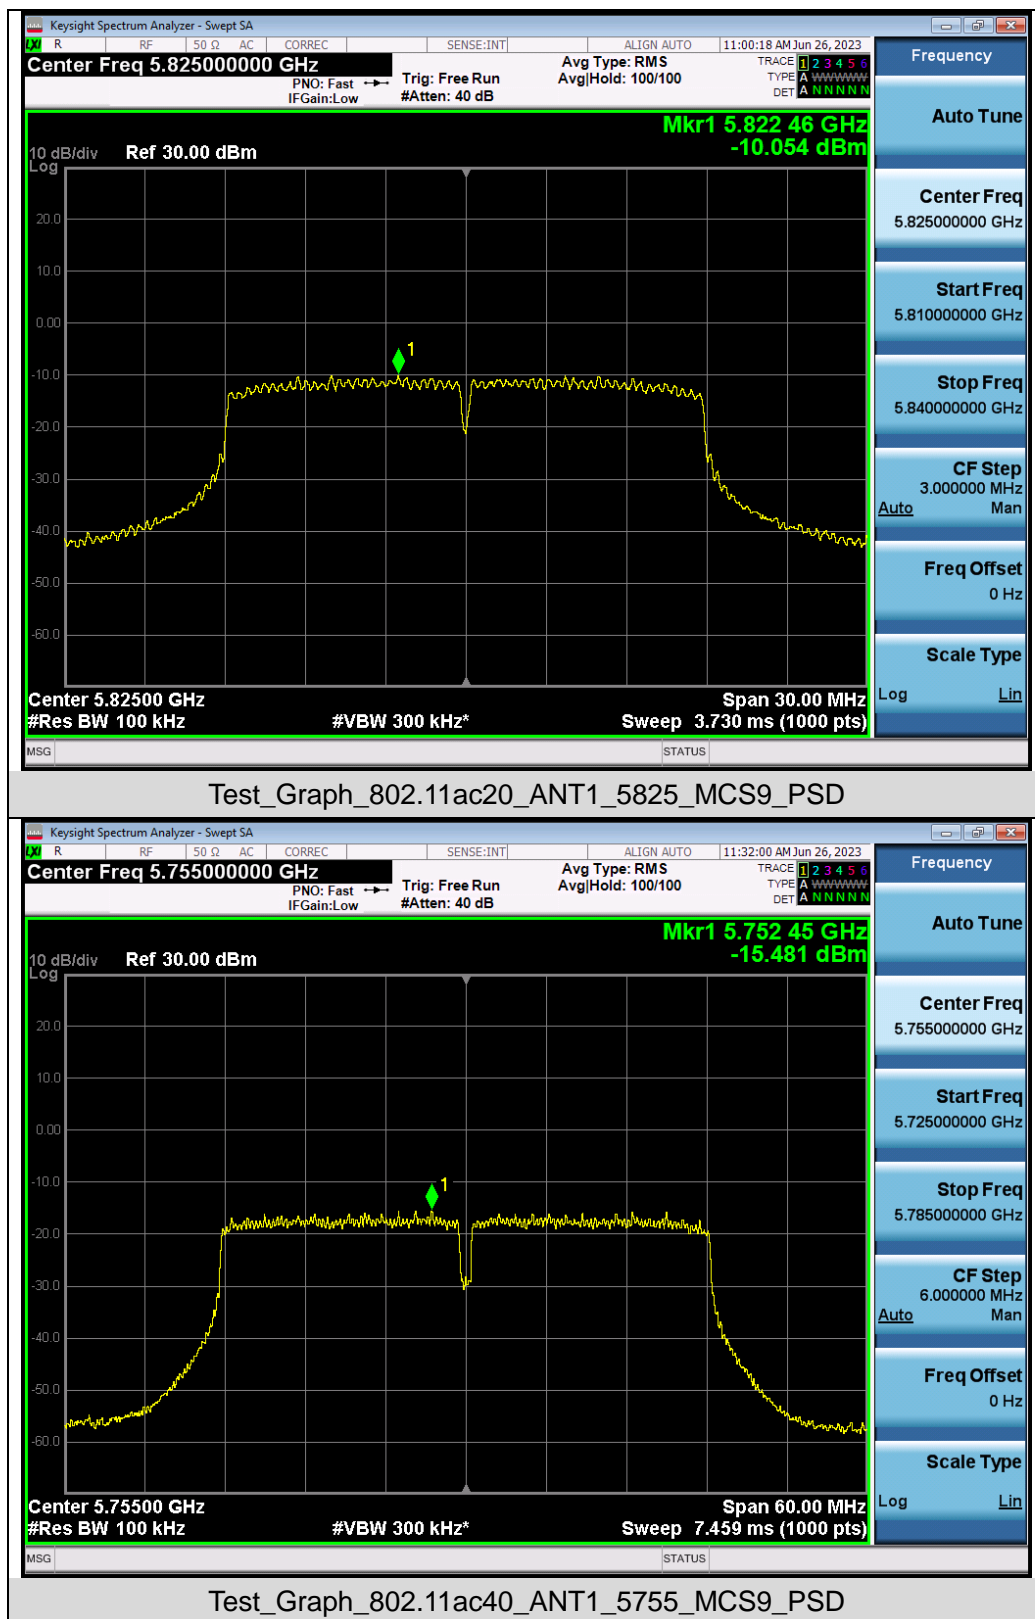 Keysight Spectrum Analyzer - Swept SA
LXI R RF 50 Ω AC CORREC SENSE:INT ALIGN AUTO 11:00:18 AM Jun 26, 2023
Center Freq 5.825000000 GHz
PNO: Fast
IFGain:Low
Trig: Free Run
#Atten: 40 dB
Avg Type: RMS
Avg|Hold: 100/100
TRACE 1 2 3 4 5 6
TYPE A WWWWW
DET A N N N N N
Mkr1 5.822 46 GHz
-10.054 dBm
10 dB/div Ref 30.00 dBm
Log
20.0
10.0
0.00
1
-10.0
-20.0
-30.0
-40.0
-50.0
-60.0
Center 5.82500 GHz Span 30.00 MHz
#Res BW 100 kHz #VBW 300 kHz* Sweep 3.730 ms (1000 pts)
MSG STATUS
Frequency
Auto Tune
Center Freq
5.825000000 GHz
Start Freq
5.810000000 GHz
Stop Freq
5.840000000 GHz
CF Step
3.000000 MHz
Auto Man
Freq Offset
0 Hz
Scale Type
Log Lin
Test_Graph_802.11ac20_ANT1_5825_MCS9_PSD
Keysight Spectrum Analyzer - Swept SA
LXI R RF 50 Ω AC CORREC SENSE:INT ALIGN AUTO 11:32:00 AM Jun 26, 2023
Center Freq 5.755000000 GHz
PNO: Fast
IFGain:Low
Trig: Free Run
#Atten: 40 dB
Avg Type: RMS
Avg|Hold: 100/100
TRACE 1 2 3 4 5 6
TYPE A WWWWW
DET A N N N N N
Mkr1 5.752 45 GHz
-15.481 dBm
10 dB/div Ref 30.00 dBm
Log
20.0
10.0
0.00
-10.0
1
-20.0
-30.0
-40.0
-50.0
-60.0
Center 5.75500 GHz Span 60.00 MHz
#Res BW 100 kHz #VBW 300 kHz* Sweep 7.459 ms (1000 pts)
MSG STATUS
Frequency
Auto Tune
Center Freq
5.755000000 GHz
Start Freq
5.725000000 GHz
Stop Freq
5.785000000 GHz
CF Step
6.000000 MHz
Auto Man
Freq Offset
0 Hz
Scale Type
Log Lin
Test_Graph_802.11ac40_ANT1_5755_MCS9_PSD